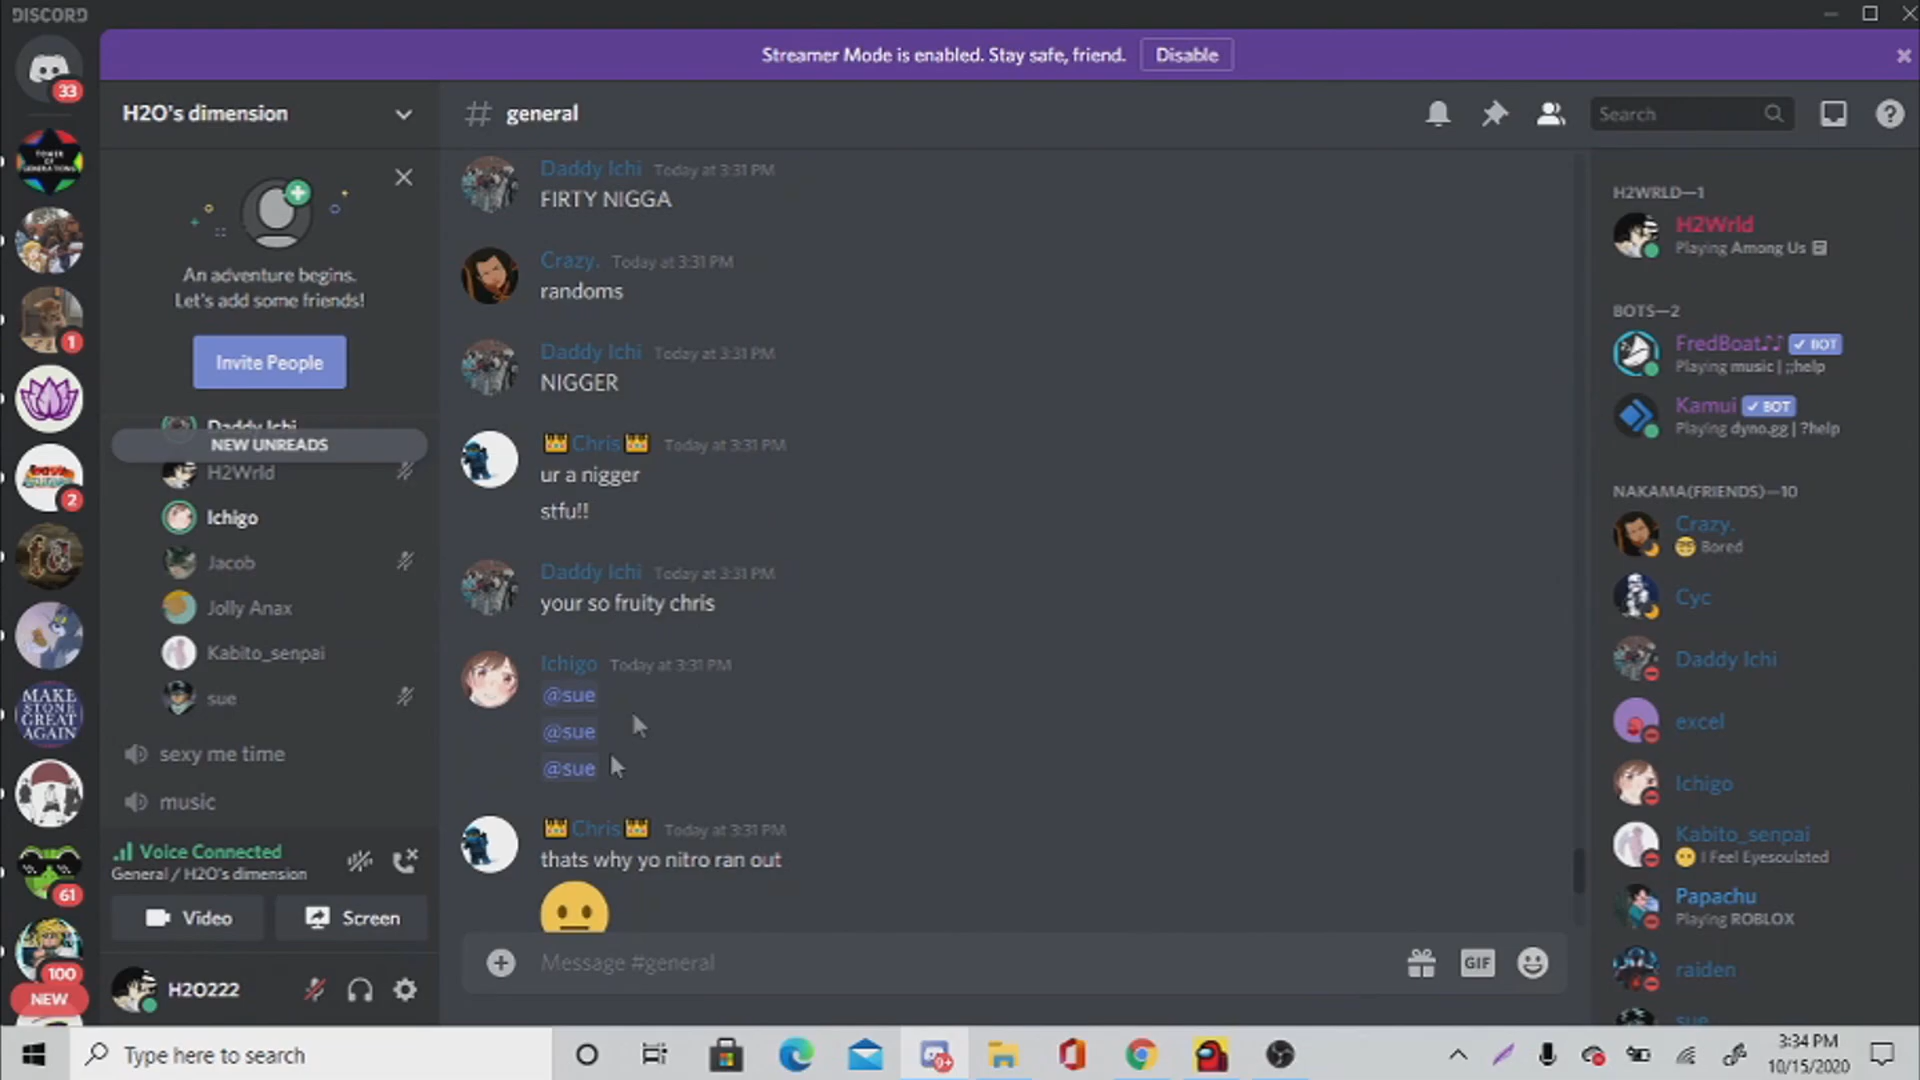 DISCORD
Streamer Mode is enabled. Stay safe, friend.
Disable
33
H2O's dimension
# general
Search
TOWER
OF
GENERATIONS
An adventure begins.
Let's add some friends!
Invite People
1
2
Daddy Ichi
NEW UNREADS
H2Wrld
Ichigo
Jacob
Jolly Anax
Kabito_senpai
sue
MAKE
STONE
GREAT
AGAIN
sexy me time
music
Voice Connected
General / H2O's dimension
61
Video
Screen
100
NEW
H2O222
Daddy Ichi Today at 3:31 PM
FIRTY NIGGA
Crazy. Today at 3:31 PM
randoms
Daddy Ichi Today at 3:31 PM
NIGGER
👑Chris👑 Today at 3:31 PM
ur a nigger
stfu!!
Daddy Ichi Today at 3:31 PM
your so fruity chris
Ichigo Today at 3:31 PM
@sue
@sue
@sue
👑Chris👑 Today at 3:31 PM
thats why yo nitro ran out
Message #general
GIF
H2WRLD—1
H2Wrld
Playing Among Us
BOTS—2
FredBoat♪♪ ✓ BOT
Playing music | ;;help
Kamui ✓ BOT
Playing dyno.gg | ?help
NAKAMA(FRIENDS)—10
Crazy.
Bored
Cyc
Daddy Ichi
excel
Ichigo
Kabito_senpai
I Feel Eyesoulated
Papachu
Playing ROBLOX
raiden
sue
Type here to search
9+
3:34 PM
10/15/2020